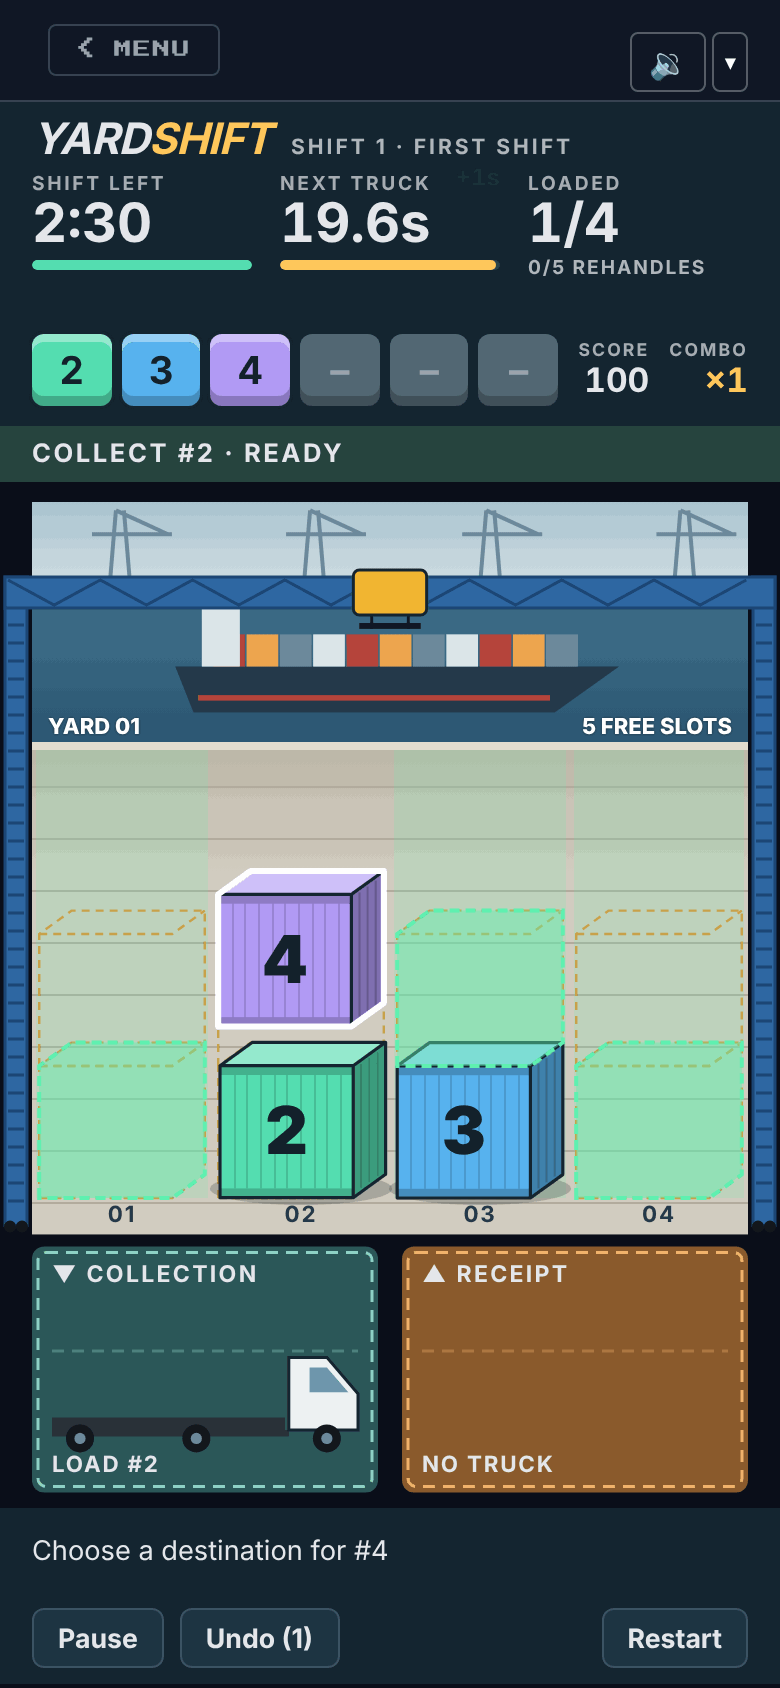 MENU
YARDSHIFT SHIFT 1 · FIRST SHIFT
SHIFT LEFT NEXT TRUCK +1s LOADED
2:30 19.6s 1/4
0/5 REHANDLES
2 3 4 – – –
SCORE COMBO
100 ×1
COLLECT #2 · READY
YARD 01 5 FREE SLOTS
4
2 3
01 02 03 04
▼ COLLECTION ▲ RECEIPT
LOAD #2 NO TRUCK
Choose a destination for #4
Pause Undo (1) Restart